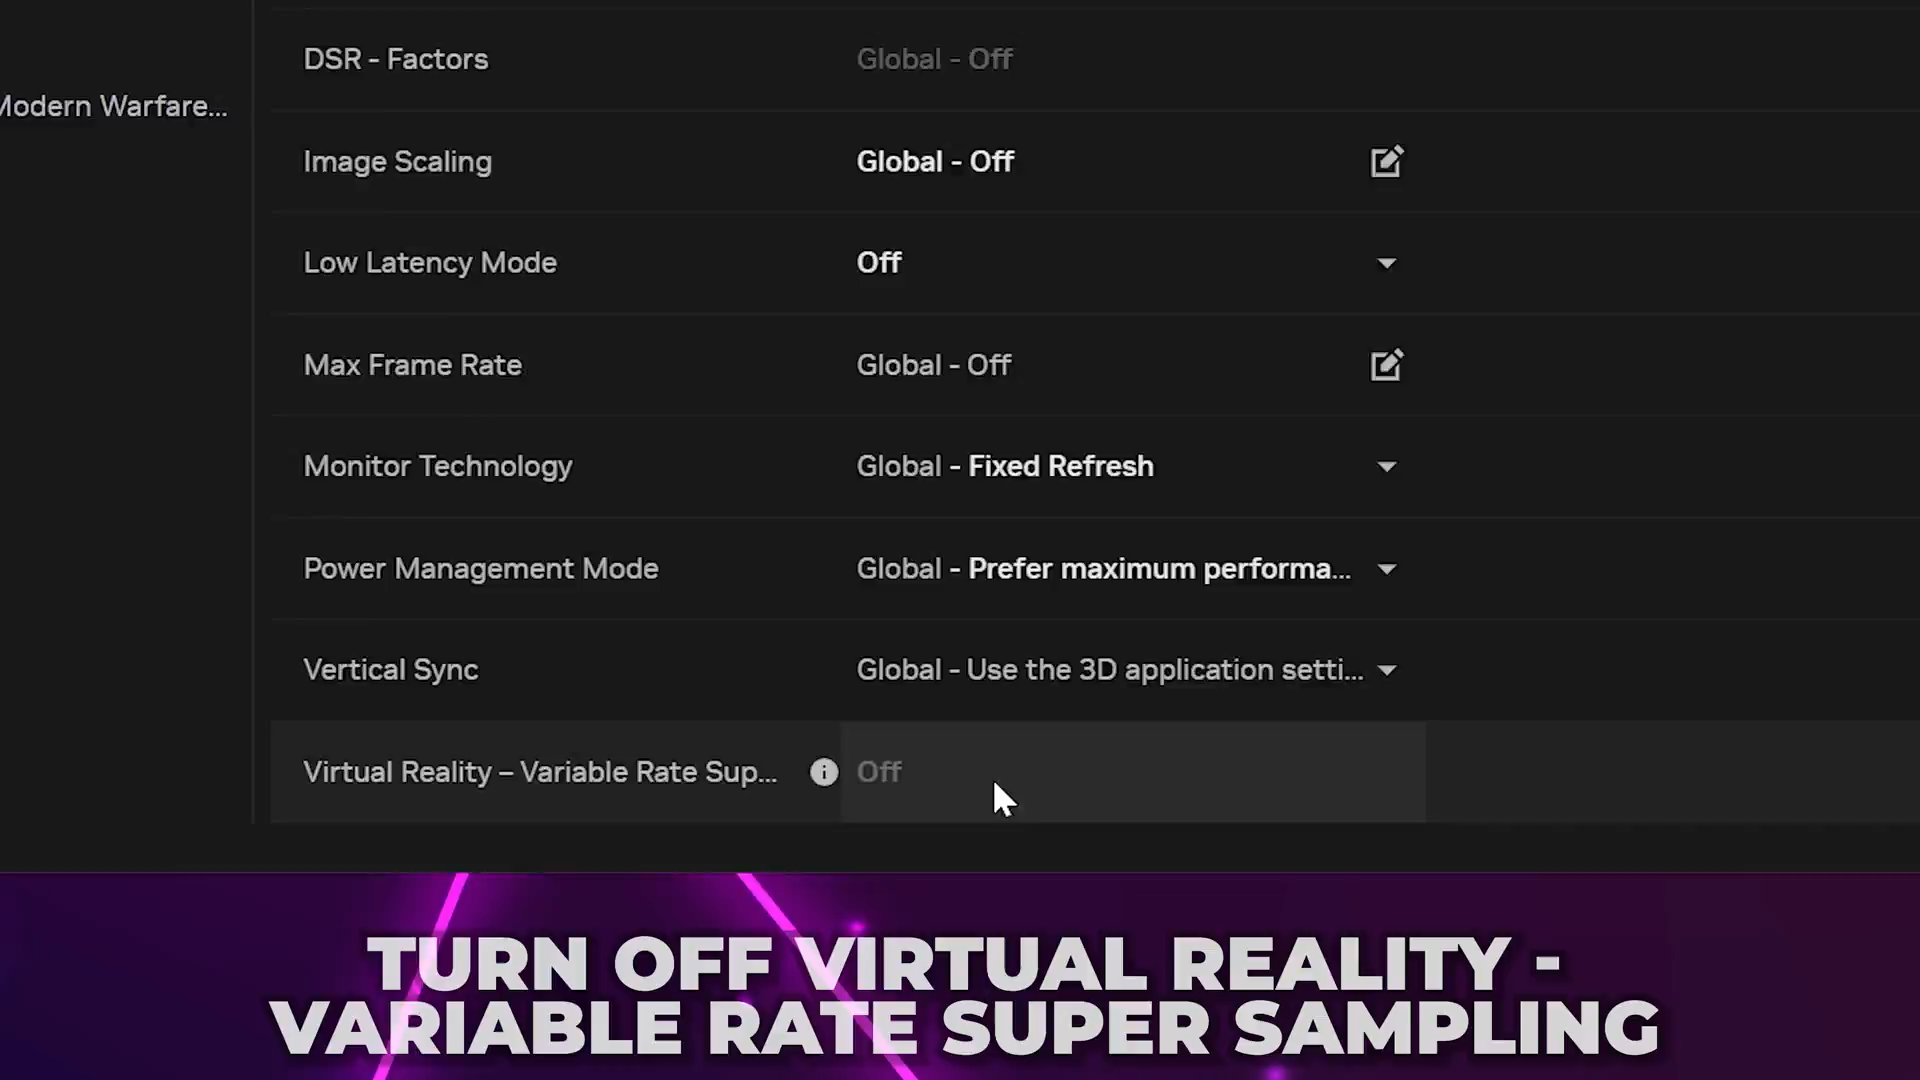 DSR - Factors Global - Off
Modern Warfare...
Image Scaling Global - Off
Low Latency Mode Off
Max Frame Rate Global - Off
Monitor Technology Global - Fixed Refresh
Power Management Mode Global - Prefer maximum performa...
Vertical Sync Global - Use the 3D application setti...
Virtual Reality – Variable Rate Sup... Off
TURN OFF VIRTUAL REALITY -
VARIABLE RATE SUPER SAMPLING